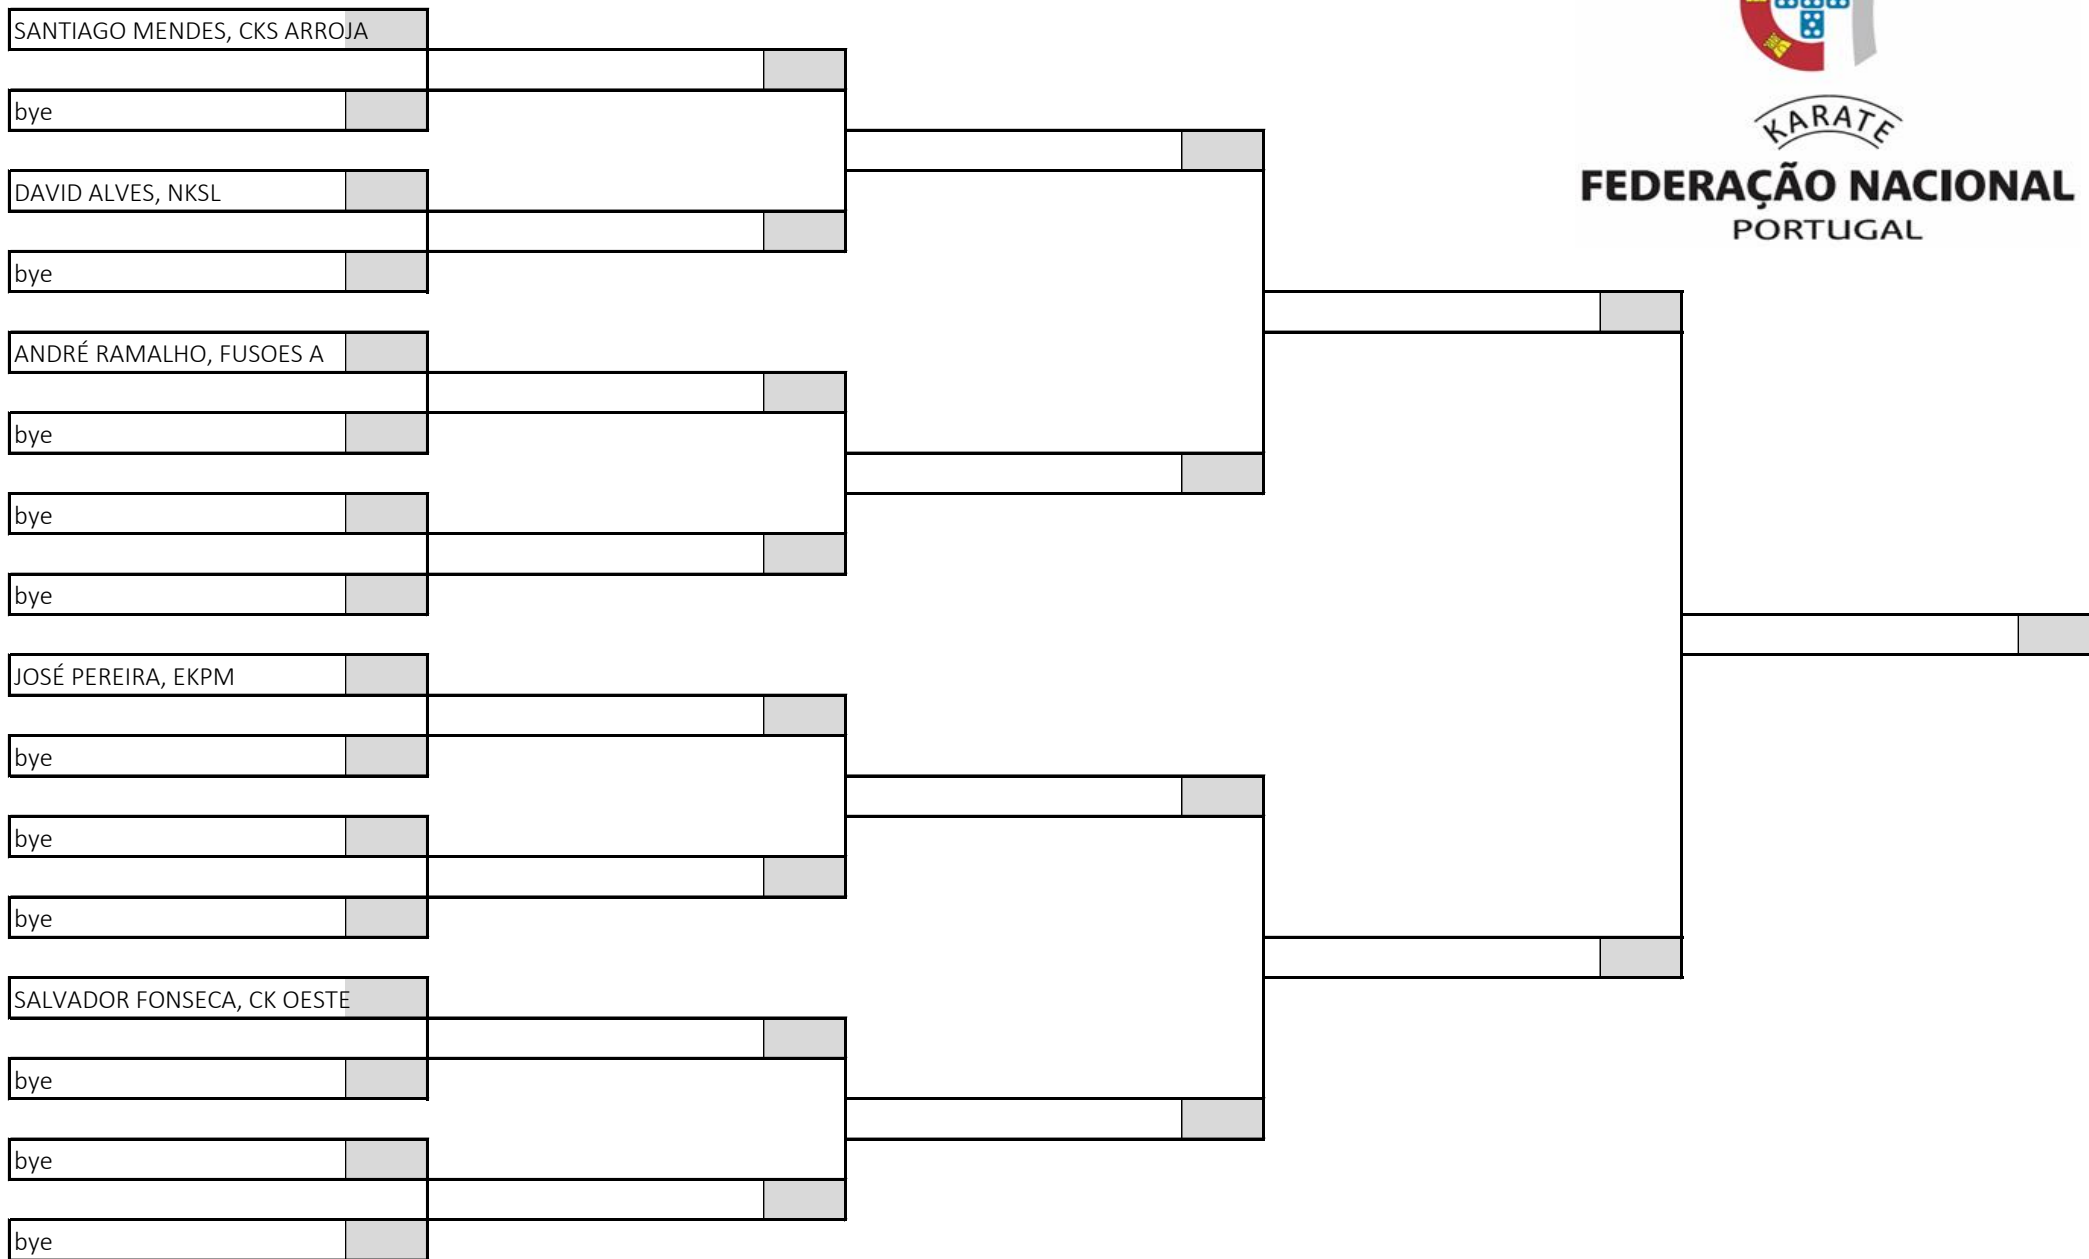 SANTIAGO MENDES, CKS ARROJA
bye
DAVID ALVES, NKSL
bye
ANDRÉ RAMALHO, FUSOES A
bye
bye
bye
JOSÉ PEREIRA, EKPM
bye
bye
bye
SALVADOR FONSECA, CK OESTE
bye
bye
bye
KARATE
FEDERAÇÃO NACIONAL
PORTUGAL